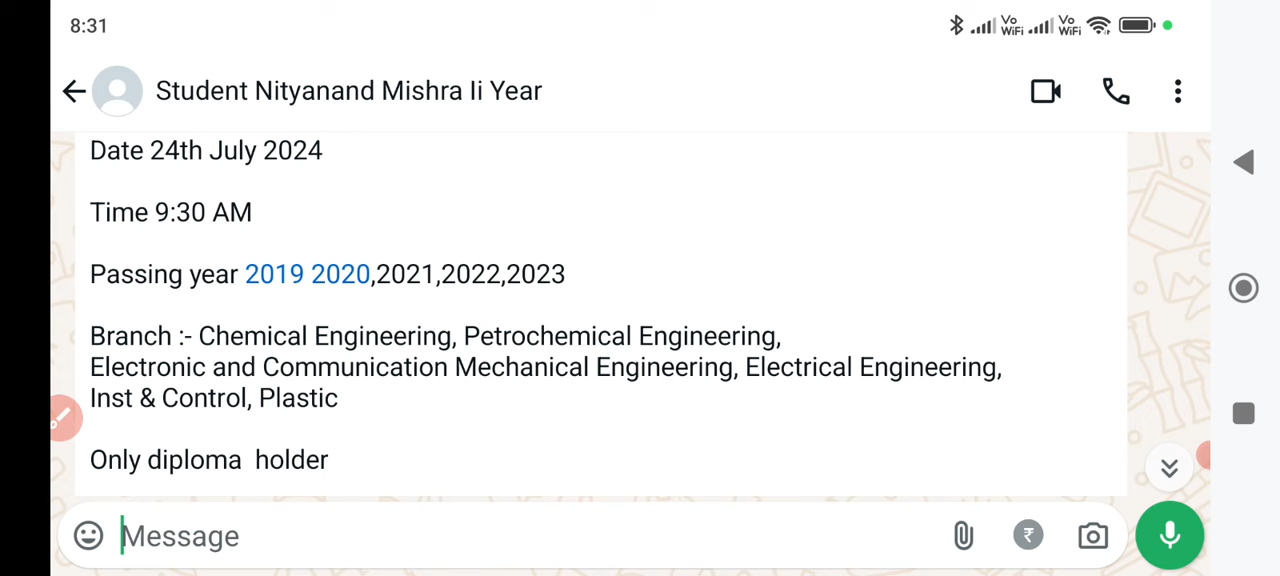 8:31
Vo WiFi Vo WiFi
Student Nityanand Mishra Ii Year
Date 24th July 2024
Time 9:30 AM
Passing year 2019 2020,2021,2022,2023
Branch :- Chemical Engineering, Petrochemical Engineering,
Electronic and Communication Mechanical Engineering, Electrical Engineering,
Inst & Control, Plastic
Only diploma  holder
Message
₹